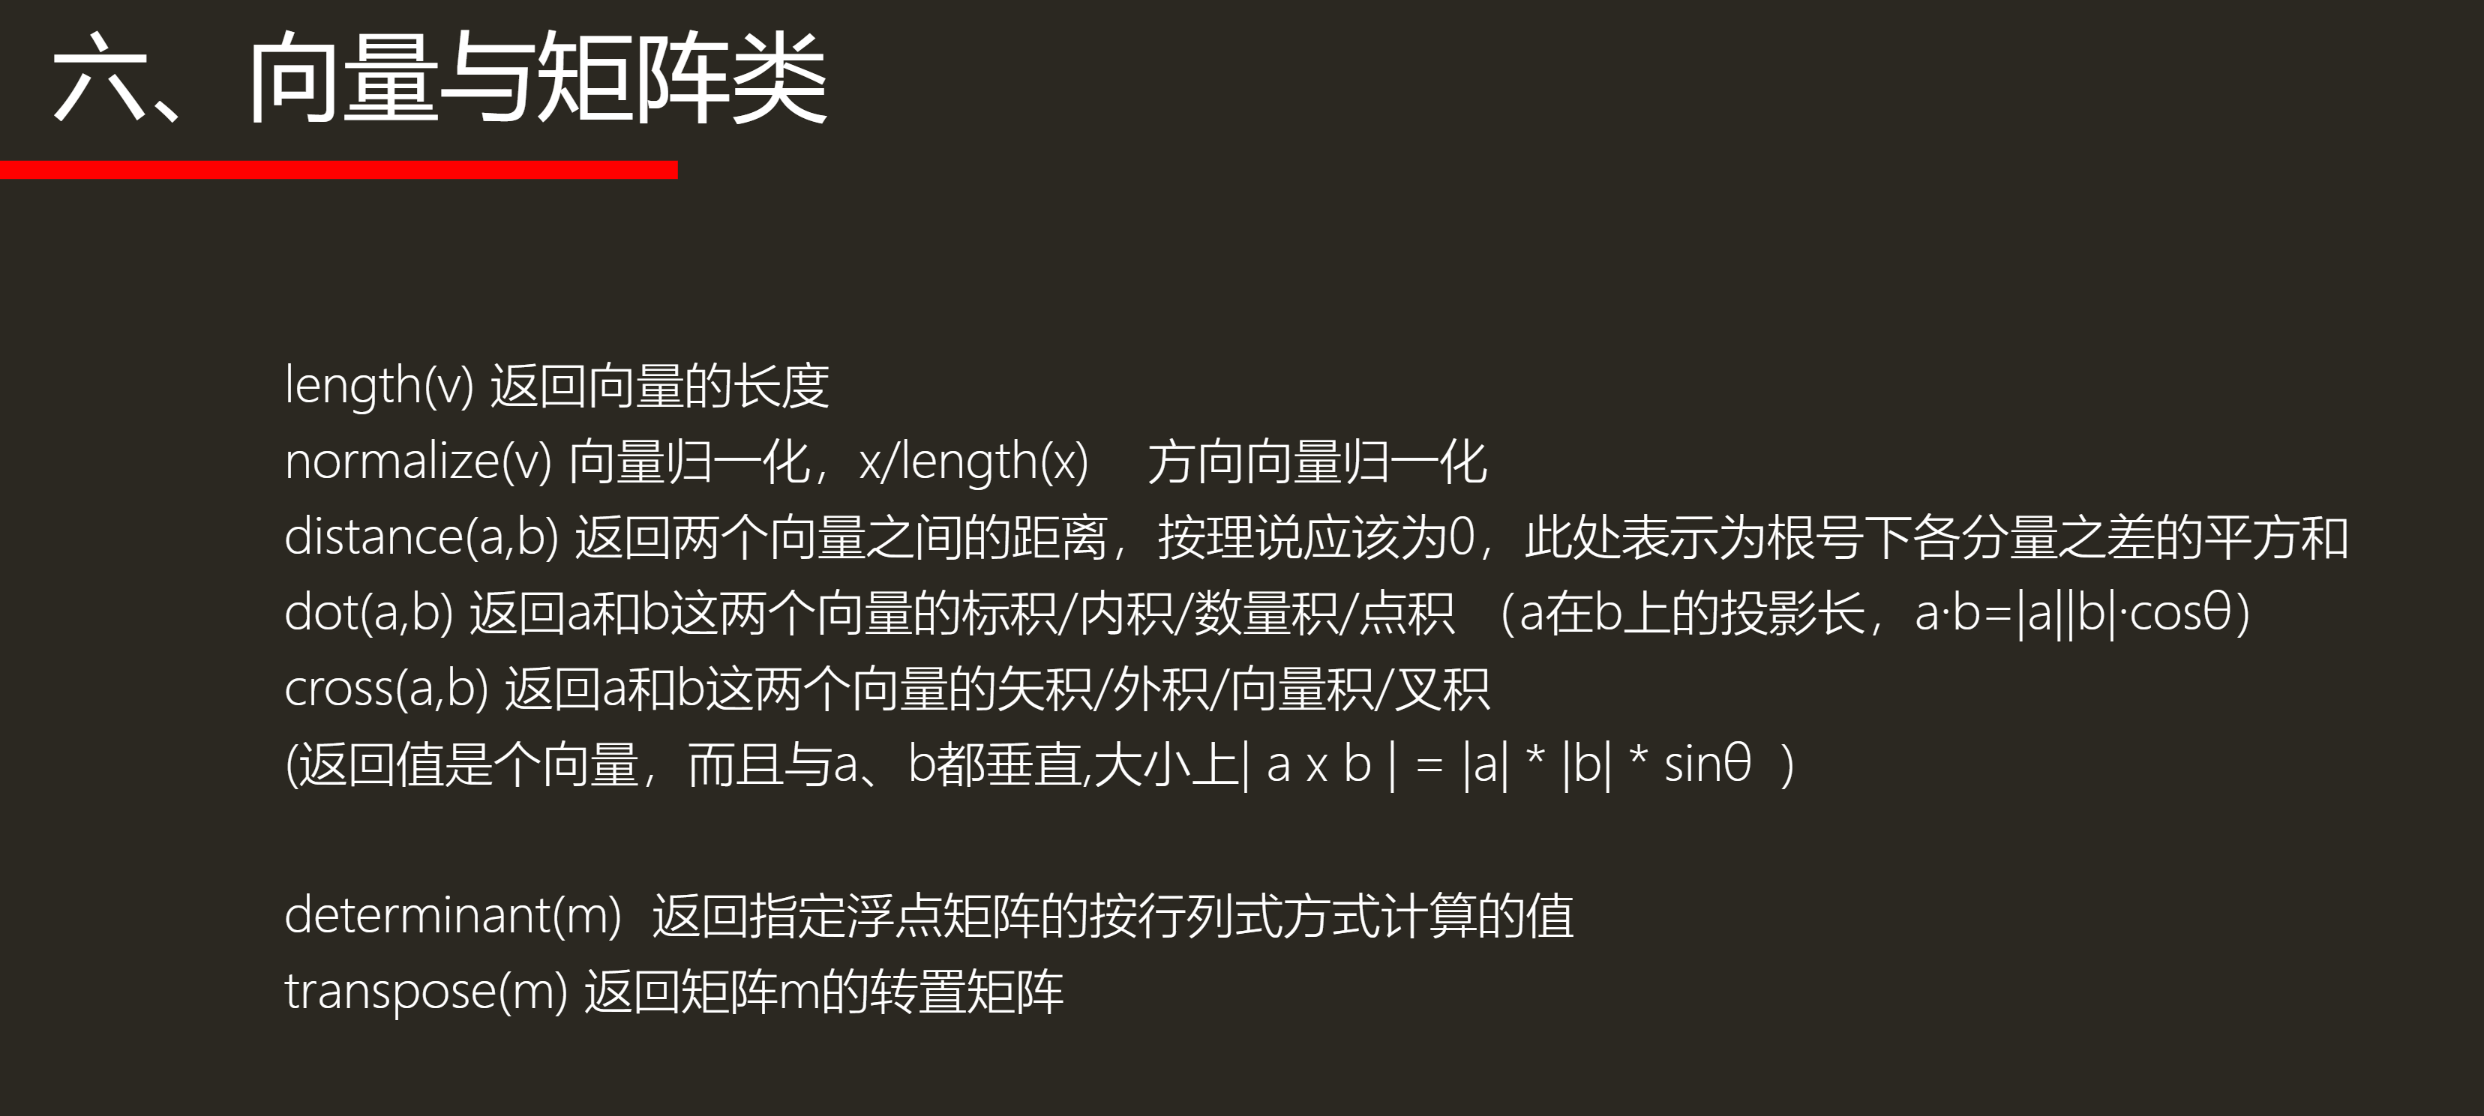 六、向量与矩阵类
length(v) 返回向量的长度
normalize(v) 向量归一化，x/length(x)    方向向量归一化
distance(a,b) 返回两个向量之间的距离，按理说应该为0，此处表示为根号下各分量之差的平方和
dot(a,b) 返回a和b这两个向量的标积/内积/数量积/点积 （a在b上的投影长，a·b=|a||b|·cosθ）
cross(a,b) 返回a和b这两个向量的矢积/外积/向量积/叉积
(返回值是个向量，而且与a、b都垂直,大小上| a x b | = |a| * |b| * sinθ ）
determinant(m)  返回指定浮点矩阵的按行列式方式计算的值
transpose(m) 返回矩阵m的转置矩阵